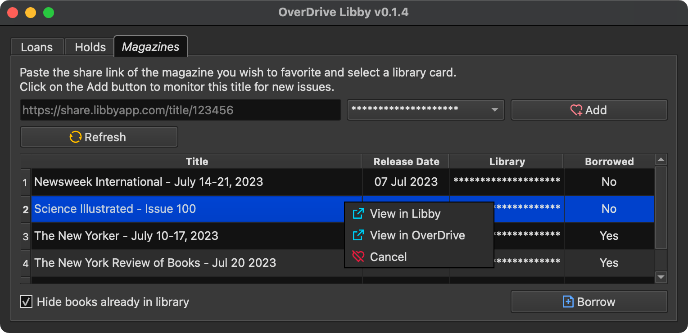 OverDrive Libby v0.1.4
Loans Holds Magazines
Paste the share link of the magazine you wish to favorite and select a library card.
Click on the Add button to monitor this title for new issues.
https://share.libbyapp.com/title/123456 ******************** Add
Refresh
Title Release Date Library Borrowed
1 Newsweek International - July 14-21, 2023 07 Jul 2023 ******************** No
2 Science Illustrated - Issue 100 No
View in Libby
3 The New Yorker - July 10-17, 2023 Yes
View in OverDrive
4 The New York Review of Books - Jul 20 2023 Yes
Cancel
Hide books already in library Borrow